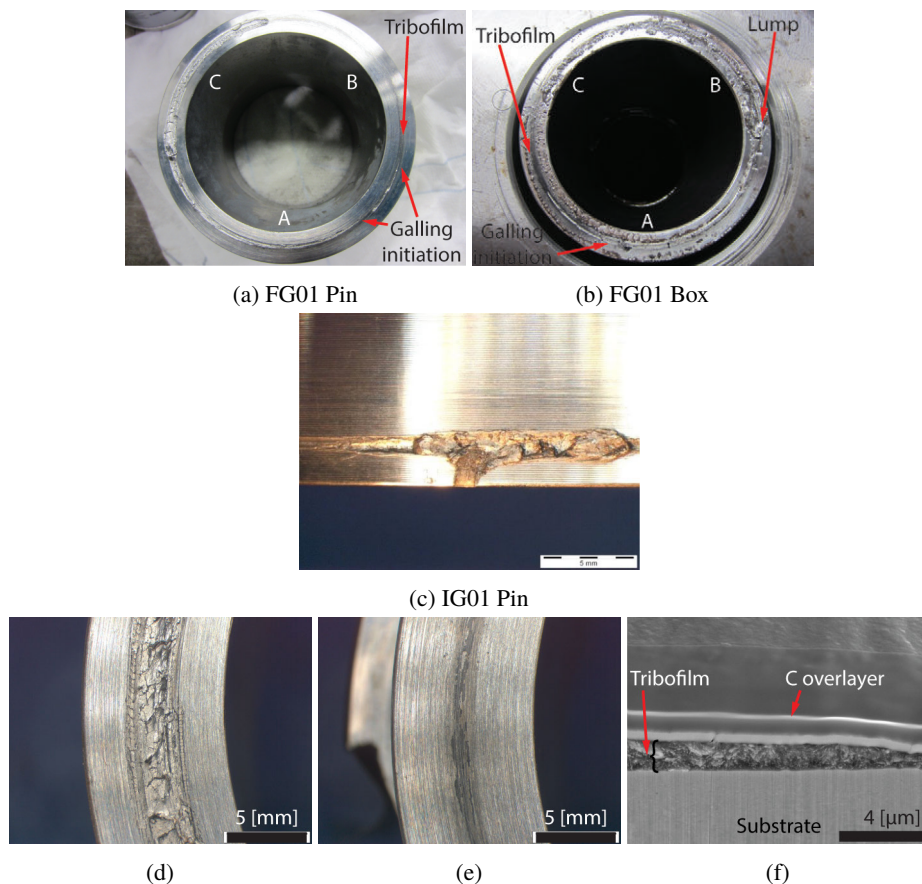 Tribofilm
C
B
A
Galling
initiation
Tribofilm
Lump
C
B
A
Galling
initiation
(a) FG01 Pin
(b) FG01 Box
5 mm
(c) IG01 Pin
5 [mm]
5 [mm]
Tribofilm
C overlayer
Substrate
4 [µm]
(d)
(e)
(f)